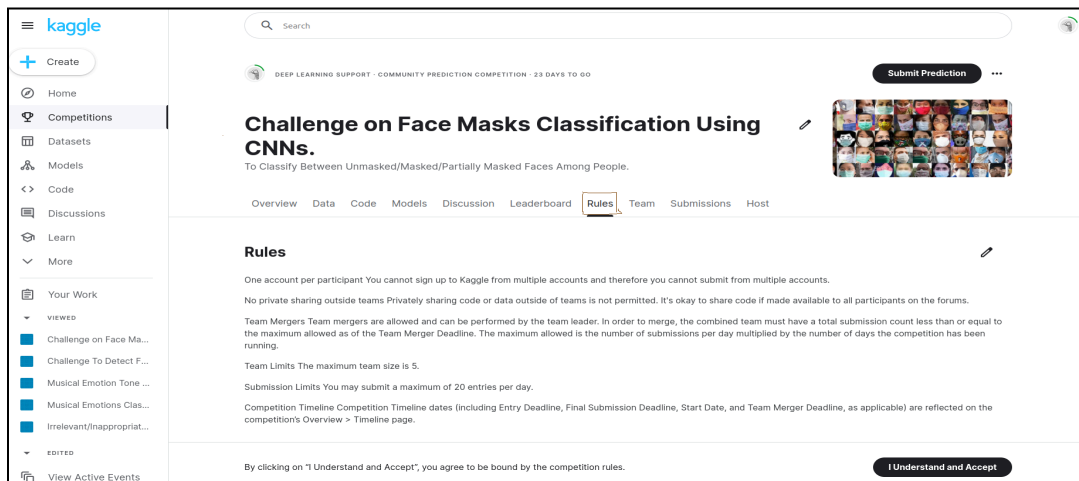 kaggle
Search
Create
Home
Competitions
Datasets
Models
Code
Discussions
Learn
More
Your Work
VIEWED
Challenge on Face Ma...
Challenge To Detect F...
Musical Emotion Tone ...
Musical Emotions Clas...
Irrelevant/Inappropriat...
EDITED
View Active Events
DEEP LEARNING SUPPORT · COMMUNITY PREDICTION COMPETITION · 23 DAYS TO GO
Submit Prediction
Challenge on Face Masks Classification Using
CNNs.
To Classify Between Unmasked/Masked/Partially Masked Faces Among People.
Overview Data Code Models Discussion Leaderboard Rules Team Submissions Host
Rules
One account per participant You cannot sign up to Kaggle from multiple accounts and therefore you cannot submit from multiple accounts.
No private sharing outside teams Privately sharing code or data outside of teams is not permitted. It's okay to share code if made available to all participants on the forums.
Team Mergers Team mergers are allowed and can be performed by the team leader. In order to merge, the combined team must have a total submission count less than or equal to
the maximum allowed as of the Team Merger Deadline. The maximum allowed is the number of submissions per day multiplied by the number of days the competition has been
running.
Team Limits The maximum team size is 5.
Submission Limits You may submit a maximum of 20 entries per day.
Competition Timeline Competition Timeline dates (including Entry Deadline, Final Submission Deadline, Start Date, and Team Merger Deadline, as applicable) are reflected on the
competition's Overview > Timeline page.
By clicking on "I Understand and Accept", you agree to be bound by the competition rules.
I Understand and Accept